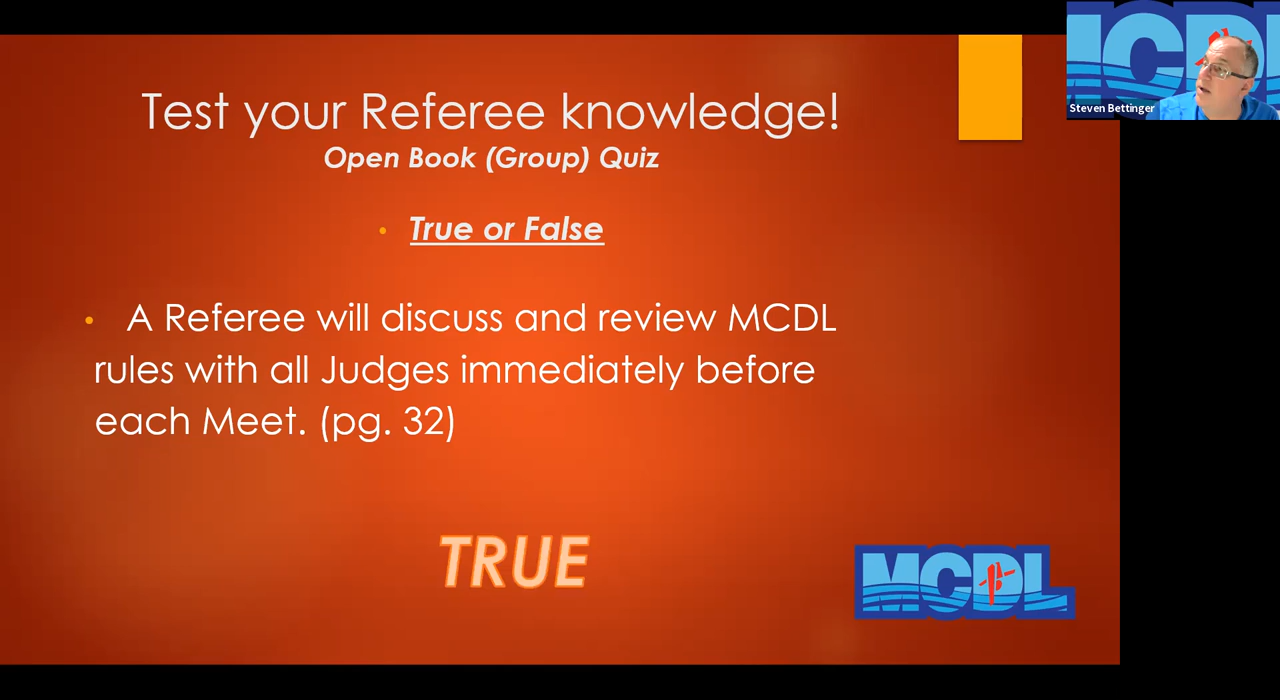 Test your Referee knowledge!
Open Book (Group) Quiz
• True or False
• A Referee will discuss and review MCDL
rules with all Judges immediately before
each Meet. (pg. 32)
TRUE
MCDL
MCDL
Steven Bettinger